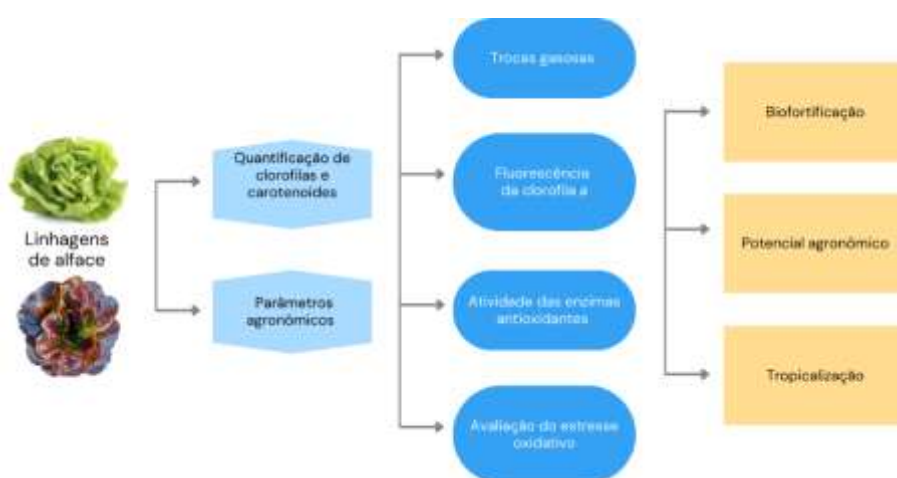 Linhagens
de alface
Quantificação de
clorofilas e
carotenoides
Parâmetros
agronômicos
Trocas gasosas
Fluorescência
da clorofila a
Atividade das enzimas
antioxidantes
Avaliação do estresse
oxidativo
Biofortificação
Potencial agronômico
Tropicalização